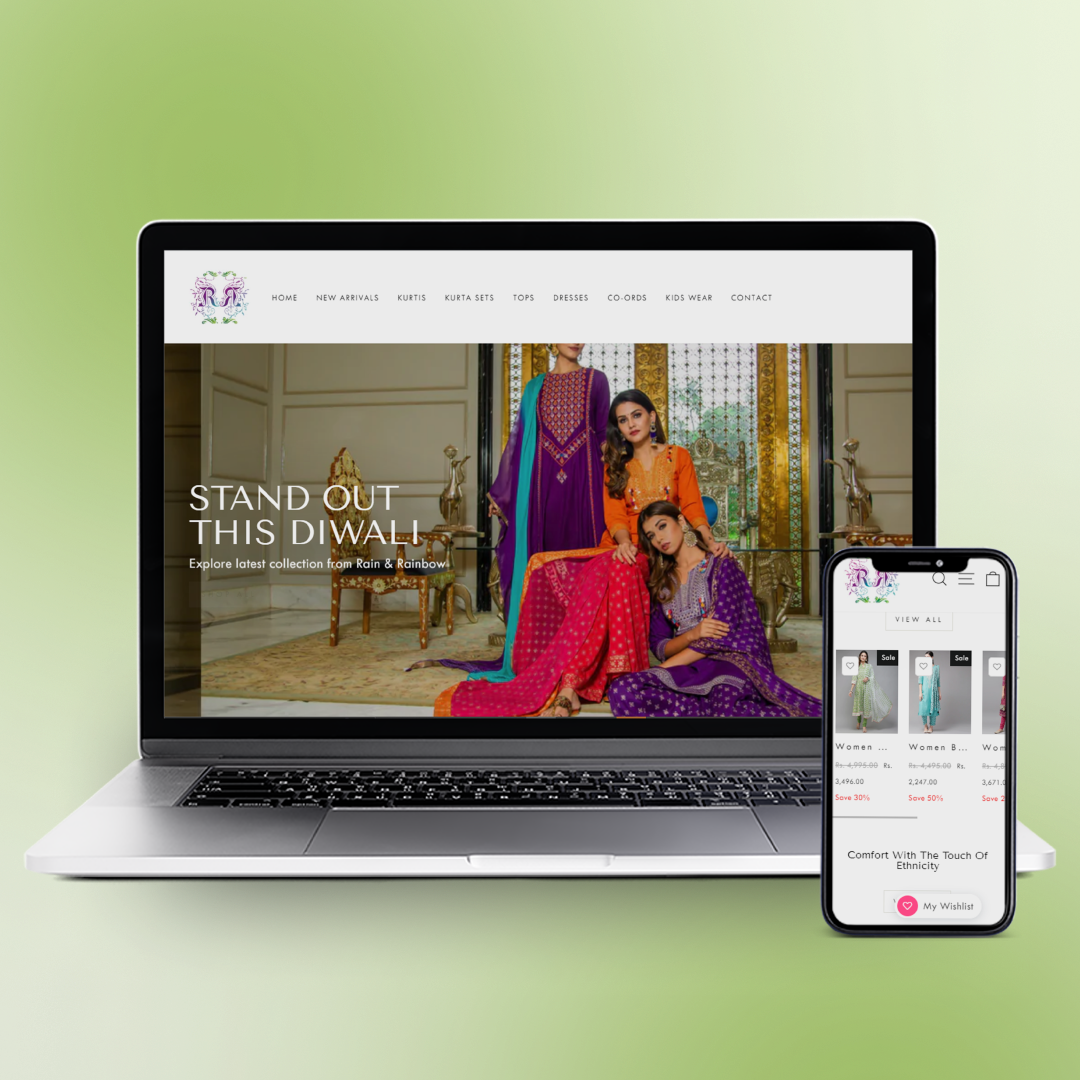 RR
HOME NEW ARRIVALS KURTIS KURTA SETS TOPS DRESSES CO-ORDS KIDS WEAR CONTACT
STAND OUT
THIS DIWALI
Explore latest collection from Rain & Rainbow
RR
VIEW ALL
Sale Sale
Women ... Women B... Wom
Rs. 4,995.00 Rs. Rs. 4,495.00 Rs. Rs. 4,8
3,496.00 2,247.00 3,671.0
Save 30% Save 50% Save 2
Comfort With The Touch Of
Ethnicity
My Wishlist